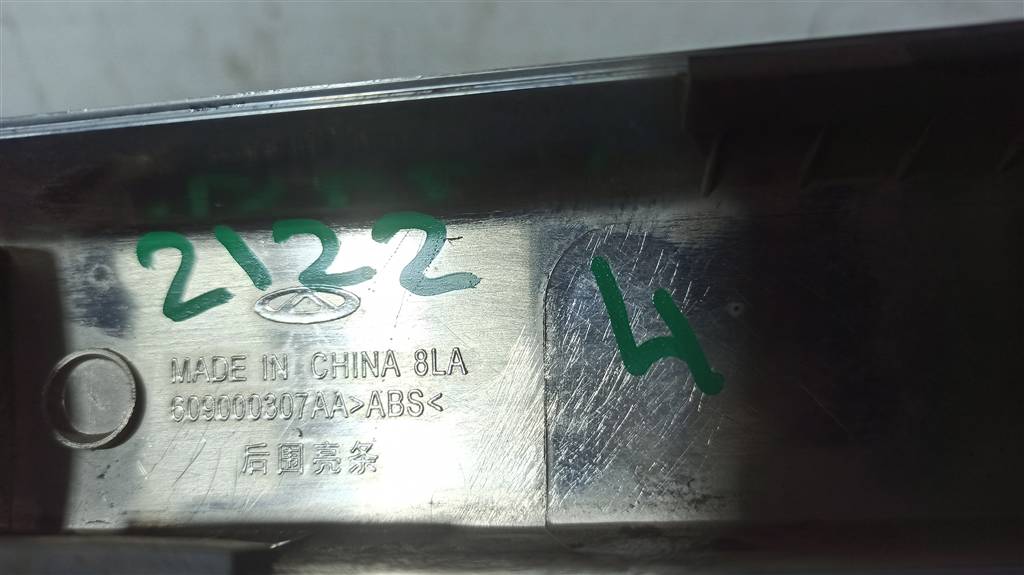 2122
4
MADE IN CHINA 8LA
609000307AA>ABS<
后围亮条